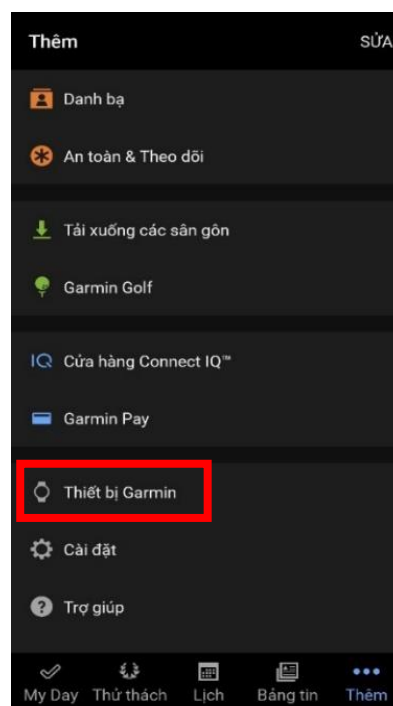 Thêm SỬA
Danh bạ
An toàn & Theo dõi
Tải xuống các sân gôn
Garmin Golf
IQ Cửa hàng Connect IQ™
Garmin Pay
Thiết bị Garmin
Cài đặt
? Trợ giúp
My Day Thử thách Lịch Bảng tin Thêm